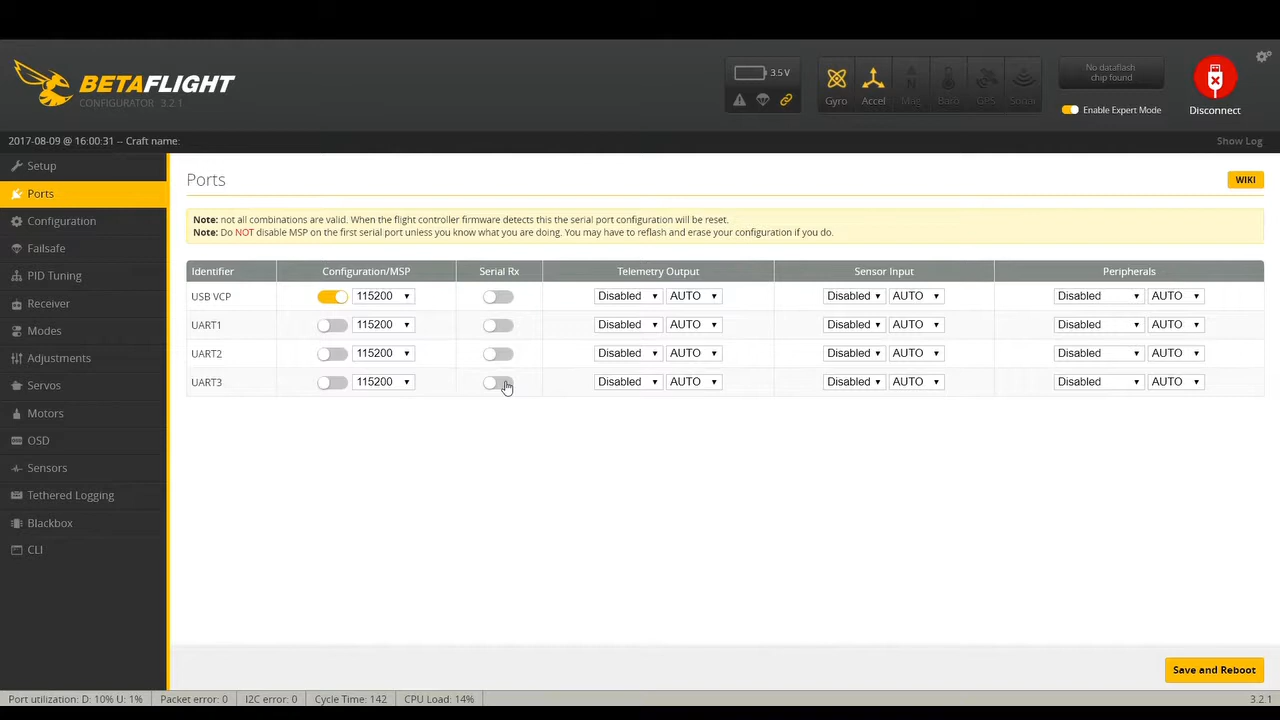 BETAFLIGHT
CONFIGURATOR 3.2.1
3.5 V
Gyro
Accel
Mag
Baro
GPS
Sonar
No dataflash
chip found
Enable Expert Mode
Disconnect
2017-08-09 @ 16:00:31 -- Craft name:
Show Log
Setup
Ports
Configuration
Failsafe
PID Tuning
Receiver
Modes
Adjustments
Servos
Motors
OSD
Sensors
Tethered Logging
Blackbox
CLI
Ports
WIKI
Note: not all combinations are valid. When the flight controller firmware detects this the serial port configuration will be reset.
Note: Do NOT disable MSP on the first serial port unless you know what you are doing. You may have to reflash and erase your configuration if you do.
Identifier Configuration/MSP Serial Rx Telemetry Output Sensor Input Peripherals
USB VCP 115200 Disabled AUTO Disabled AUTO Disabled AUTO
UART1 115200 Disabled AUTO Disabled AUTO Disabled AUTO
UART2 115200 Disabled AUTO Disabled AUTO Disabled AUTO
UART3 115200 Disabled AUTO Disabled AUTO Disabled AUTO
Save and Reboot
Port utilization: D: 10% U: 1% Packet error: 0 I2C error: 0 Cycle Time: 142 CPU Load: 14% 3.2.1